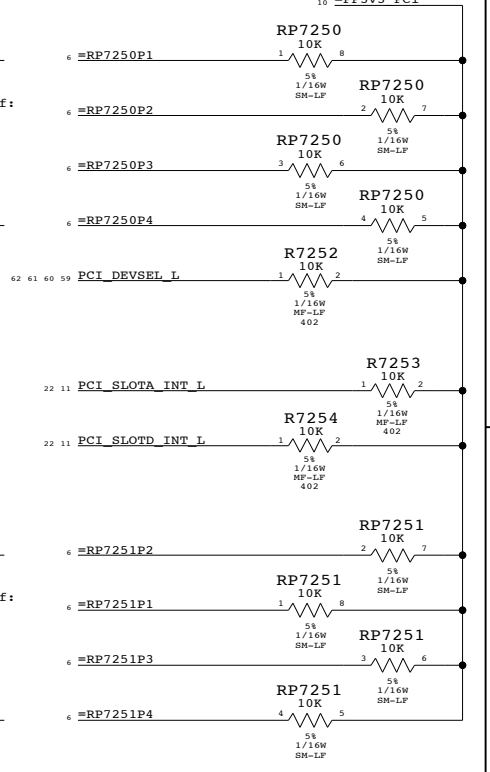 10
RP7250
10K
6 =RP7250P1 1 8
5%
1/16W
SM-LF
RP7250
10K
f:
6 =RP7250P2 2 7
5%
1/16W
SM-LF
RP7250
10K
6 =RP7250P3 3 6
5%
1/16W
SM-LF
RP7250
10K
6 =RP7250P4 4 5
5%
1/16W
SM-LF
R7252
10K
62 61 60 59 PCI_DEVSEL_L 1 2
5%
1/16W
MF-LF
402
R7253
10K
22 11 PCI_SLOTA_INT_L 1 2
5%
1/16W
MF-LF
402
R7254
10K
22 11 PCI_SLOTD_INT_L 1 2
5%
1/16W
MF-LF
402
RP7251
10K
6 =RP7251P2 2 7
5%
1/16W
SM-LF
RP7251
10K
f:
6 =RP7251P1 1 8
5%
1/16W
SM-LF
RP7251
10K
6 =RP7251P3 3 6
5%
1/16W
SM-LF
RP7251
10K
6 =RP7251P4 4 5
5%
1/16W
SM-LF